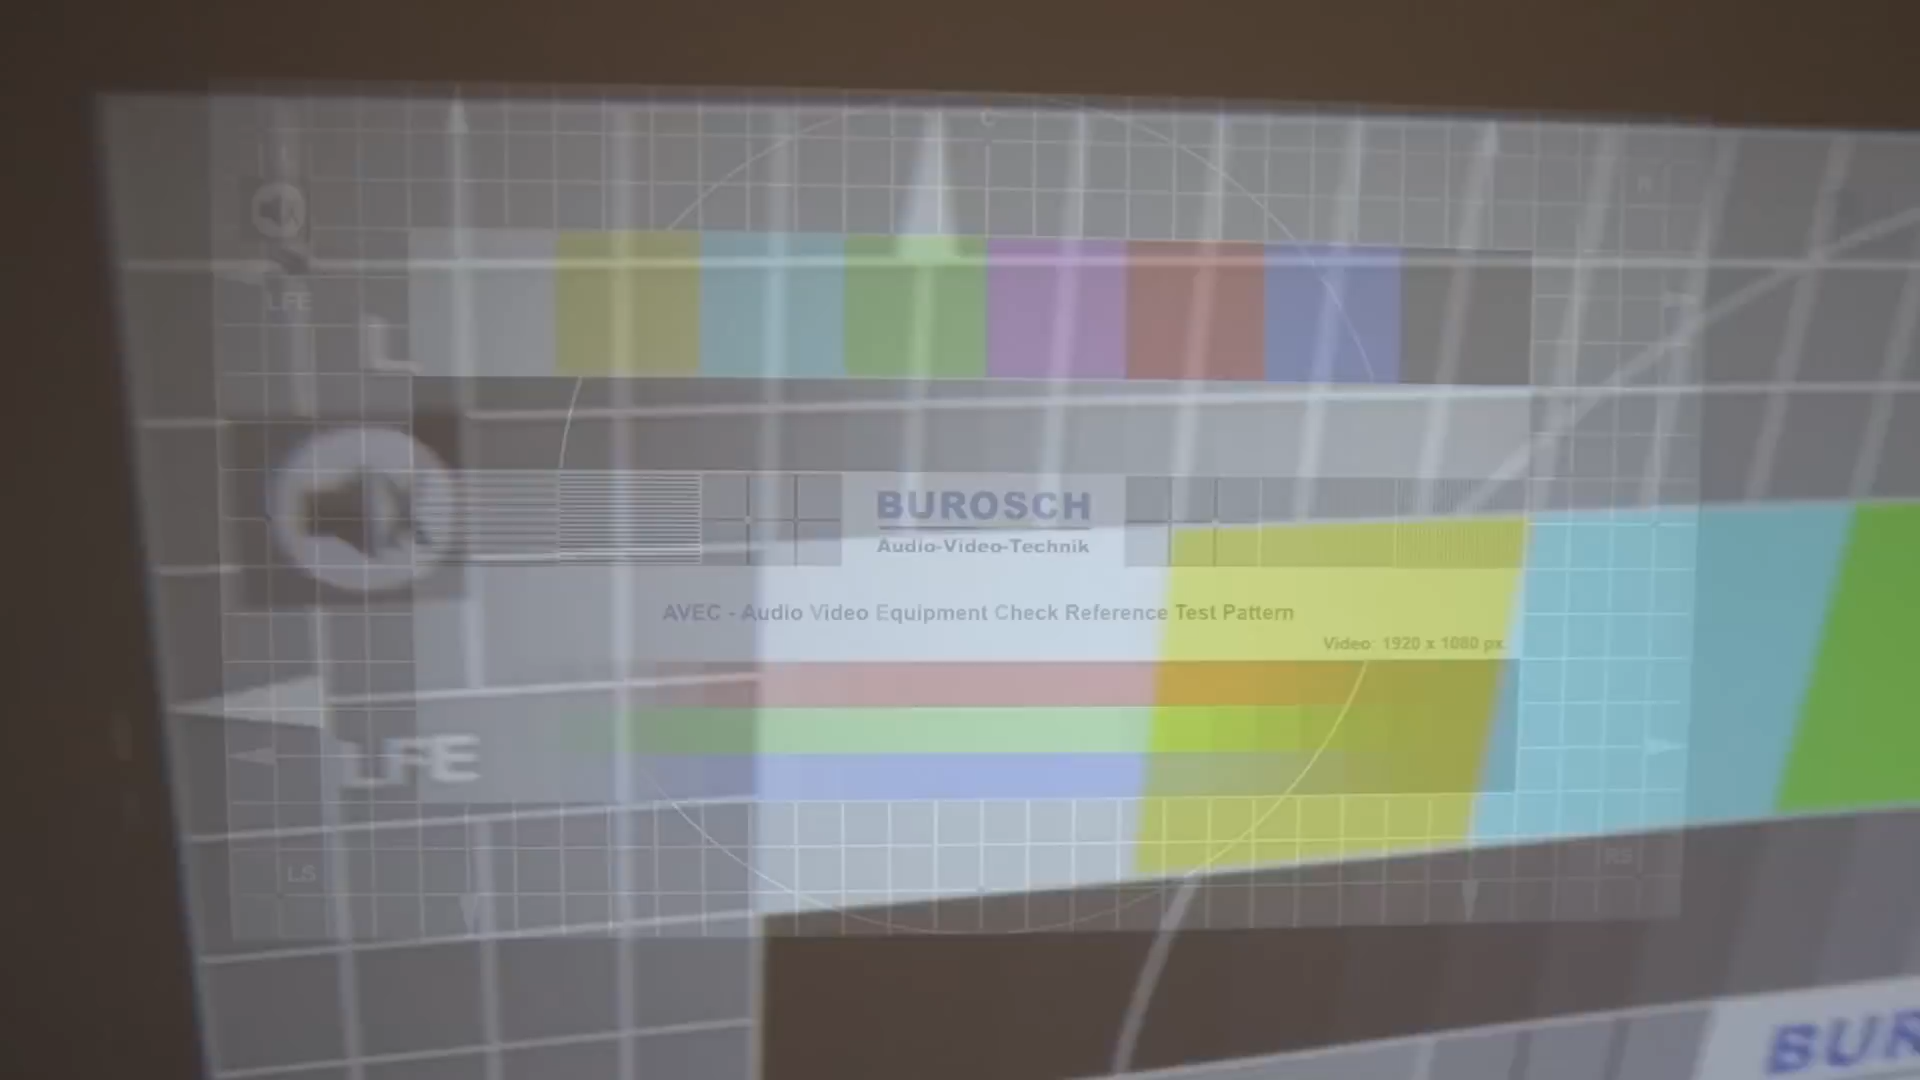 C
R
LFE
L
BUROSCH
Audio-Video-Technik
AVEC - Audio Video Equipment Check Reference Test Pattern
Video: 1920 x 1080 px
LFE
LS
RS
BUR